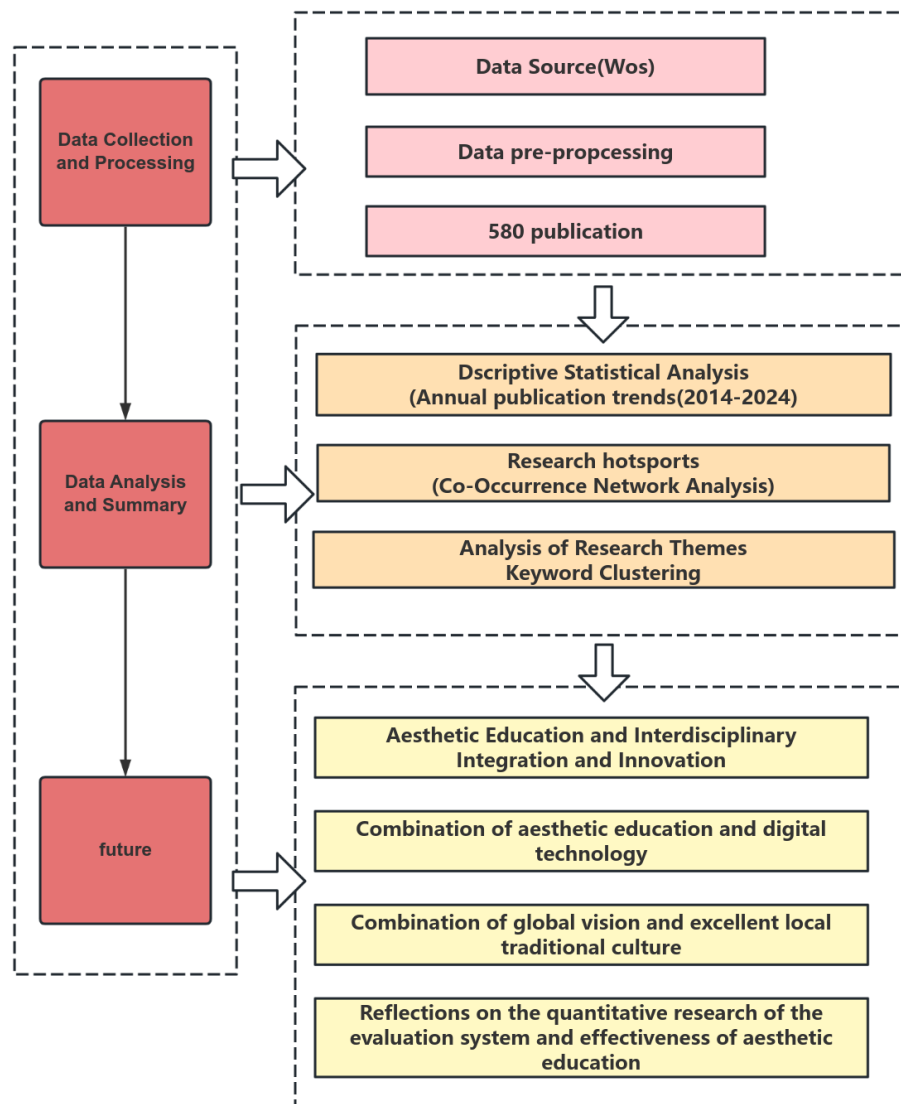 Data Collection
and Processing
Data Source(Wos)
Data pre-propcessing
580 publication
Data Analysis
and Summary
Dscriptive Statistical Analysis
(Annual publication trends(2014-2024)
Research hotsports
(Co-Occurrence Network Analysis)
Analysis of Research Themes
Keyword Clustering
future
Aesthetic Education and Interdisciplinary
Integration and Innovation
Combination of aesthetic education and digital
technology
Combination of global vision and excellent local
traditional culture
Reflections on the quantitative research of the
evaluation system and effectiveness of aesthetic
education